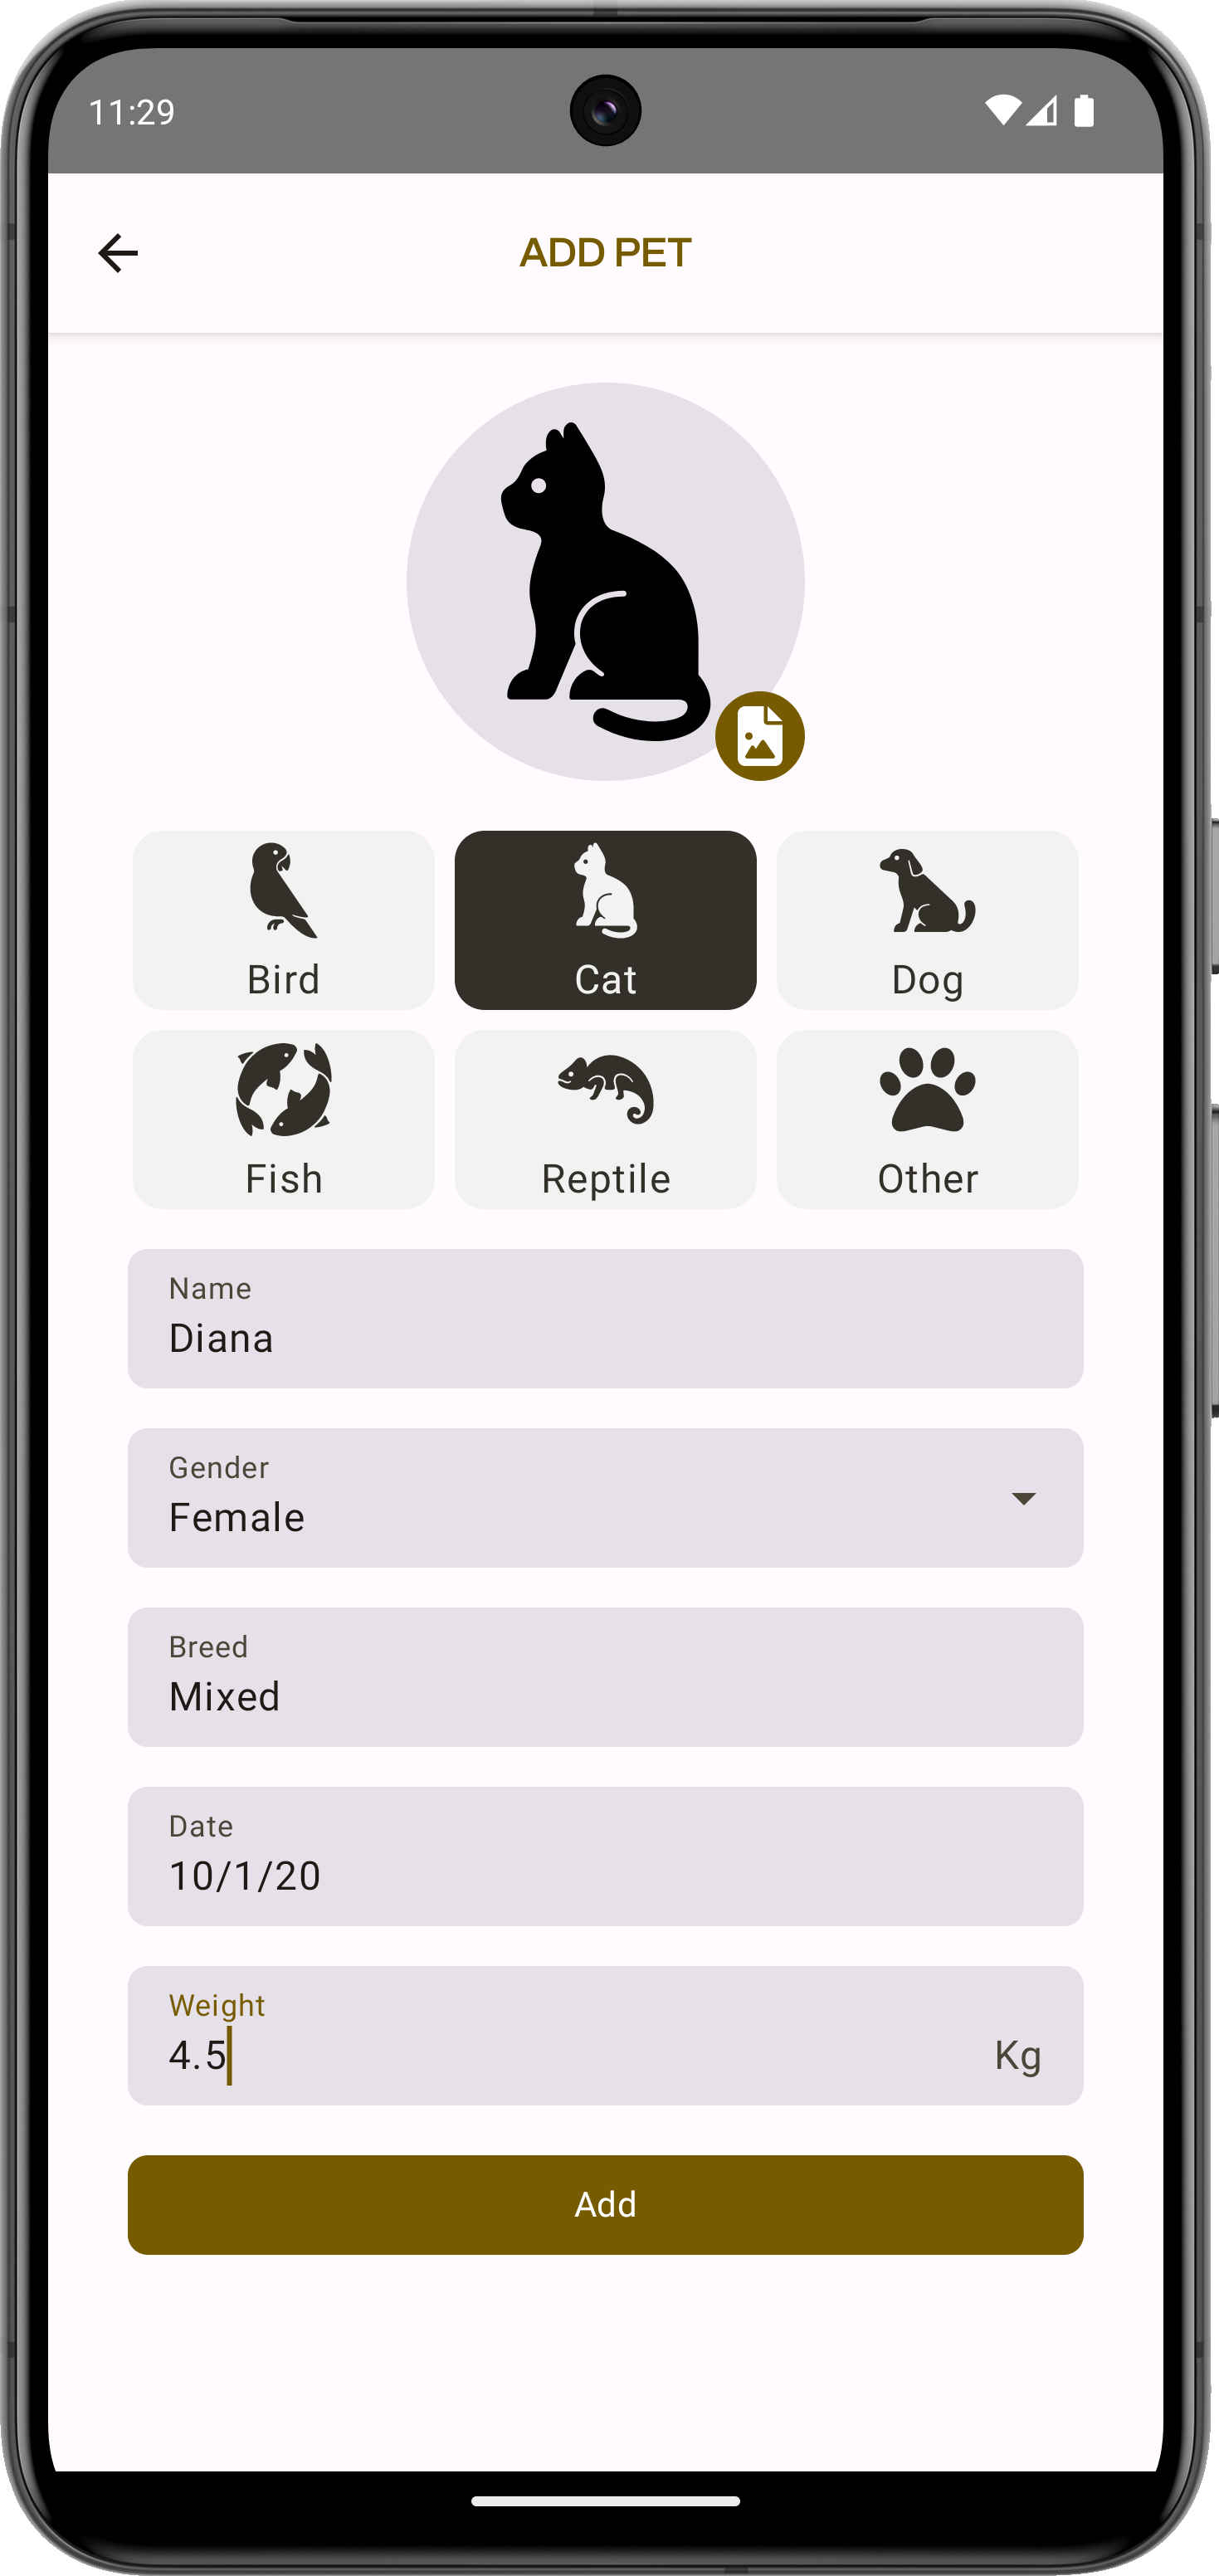 11:29
ADD PET
Bird
Cat
Dog
Fish
Reptile
Other
Name
Diana
Gender
Female
Breed
Mixed
Date
10/1/20
Weight
4.5 Kg
Add